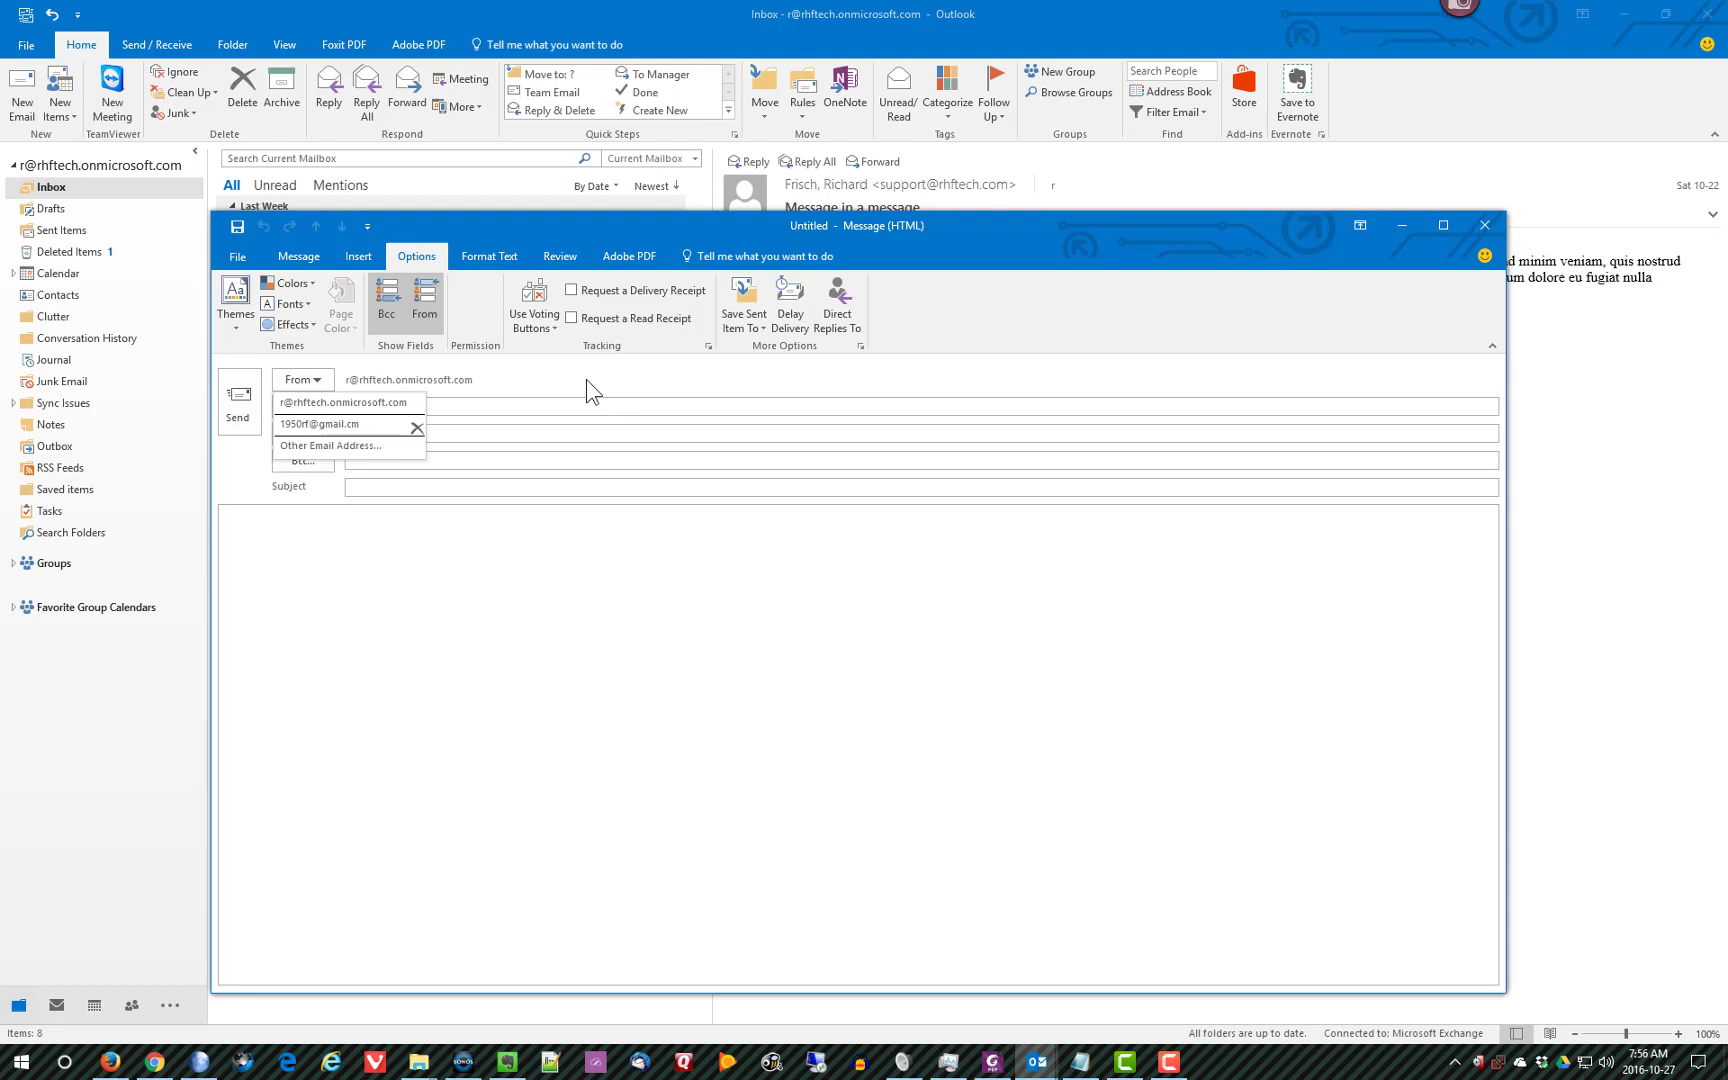 Inbox - r@rhftech.onmicrosoft.com - Outlook
File Home Send / Receive Folder View Foxit PDF Adobe PDF Tell me what you want to do
New Email
New Items
New Meeting
Ignore
Clean Up
Junk
Delete
Archive
Reply
Reply All
Forward
Meeting
More
Move to: ?
Team Email
Reply & Delete
To Manager
Done
Create New
Move
Rules
OneNote
Unread/ Read
Categorize
Follow Up
New Group
Browse Groups
Search People
Address Book
Filter Email
Store
Save to Evernote
New TeamViewer Delete Respond Quick Steps Move Tags Groups Find Add-ins Evernote
r@rhftech.onmicrosoft.com
Inbox
Drafts
Sent Items
Deleted Items 1
Calendar
Contacts
Clutter
Conversation History
Journal
Junk Email
Sync Issues
Notes
Outbox
RSS Feeds
Saved items
Tasks
Search Folders
Groups
Favorite Group Calendars
Search Current Mailbox
Current Mailbox
All Unread Mentions By Date Newest
Last Week
Reply Reply All Forward
Frisch, Richard <support@rhftech.com> r
Sat 10-22
Message in a message
d minim veniam, quis nostrud
um dolore eu fugiat nulla
Untitled - Message (HTML)
File Message Insert Options Format Text Review Adobe PDF Tell me what you want to do
Aa
Themes
Colors
A Fonts
Effects
Page Color
Bcc
From
Use Voting Buttons
Request a Delivery Receipt
Request a Read Receipt
Save Sent Item To
Delay Delivery
Direct Replies To
Themes Show Fields Permission Tracking More Options
Send
From r@rhftech.onmicrosoft.com
r@rhftech.onmicrosoft.com
1950rf@gmail.cm
Other Email Address...
Bcc...
Subject
Items: 8
All folders are up to date. Connected to: Microsoft Exchange 100%
SONOS
7:56 AM
2016-10-27